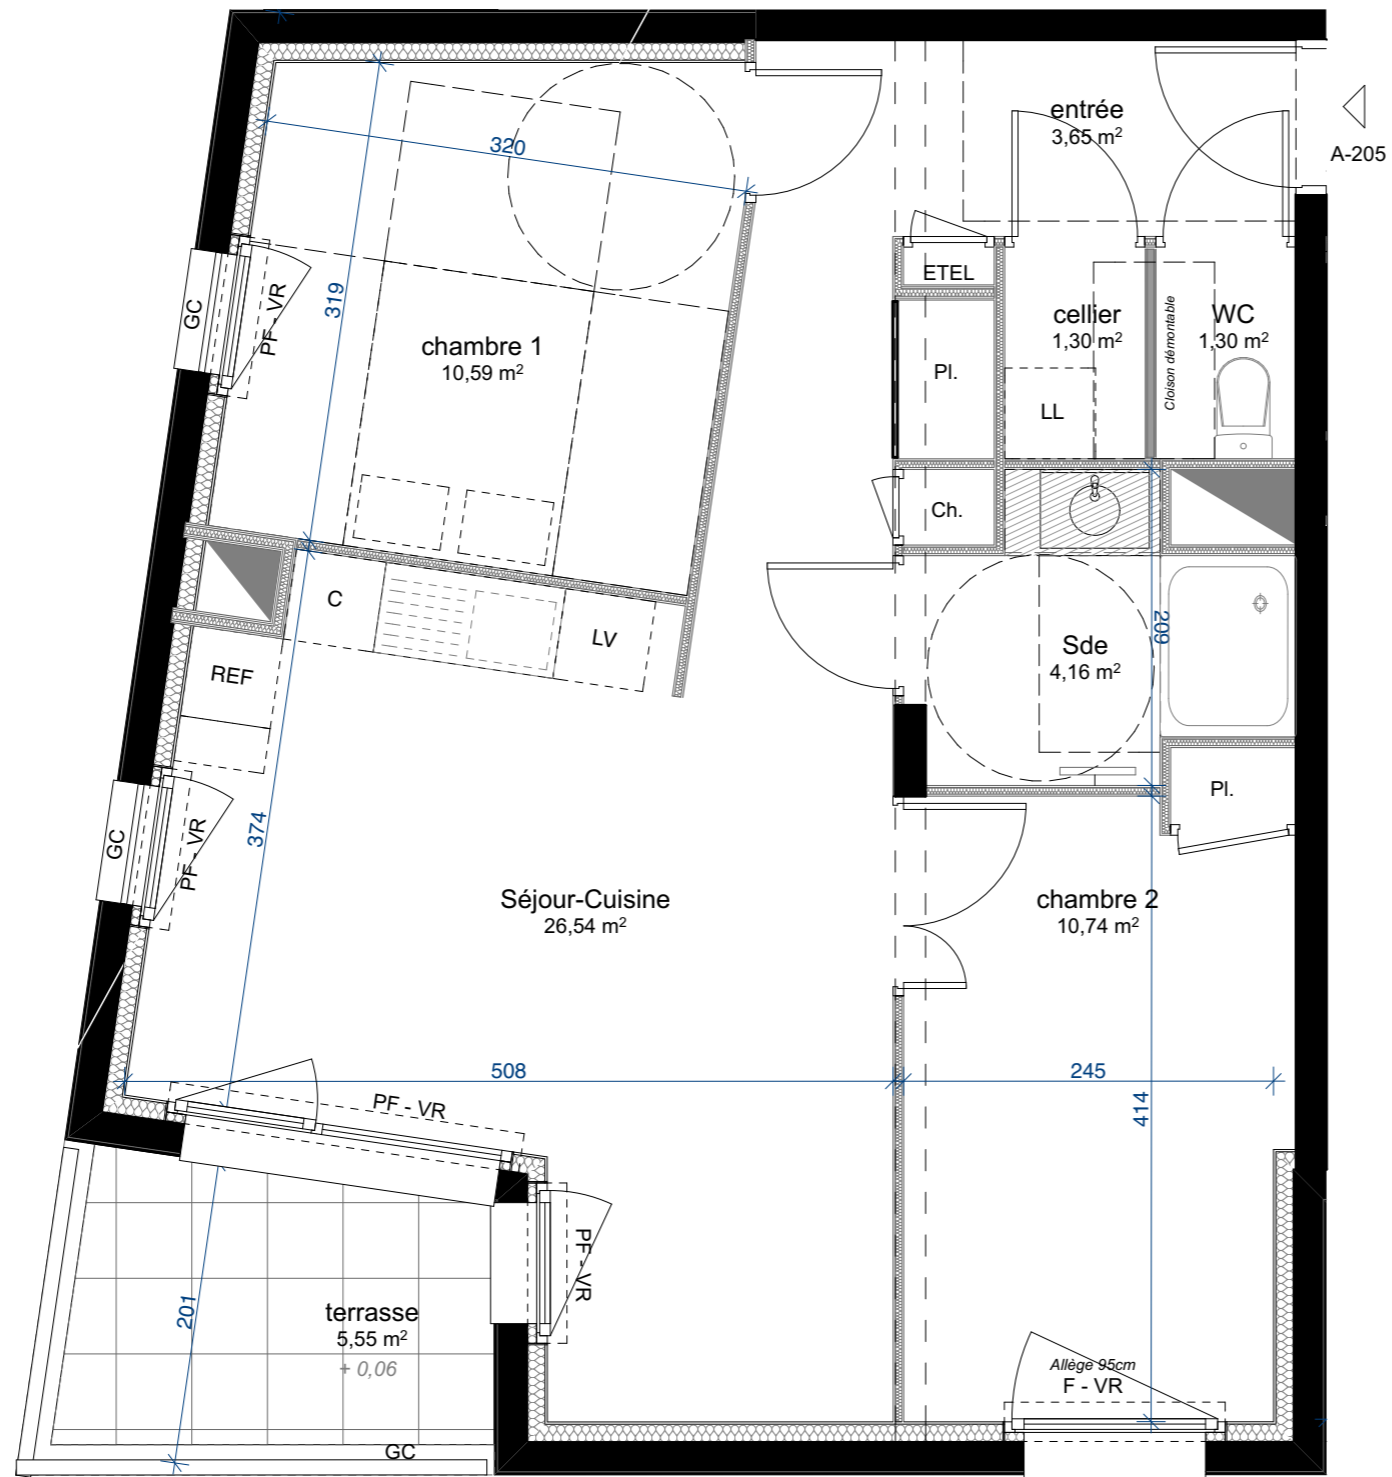 entrée
3,65 m²
A-205
320
319
GC
PF - VR
chambre 1
10,59 m²
ETEL
cellier
1,30 m²
Cloison démontable
WC
1,30 m²
Pl.
LL
Ch.
C
LV
REF
Sde
4,16 m²
209
Pl.
374
GC
PF - VR
Séjour-Cuisine
26,54 m²
chambre 2
10,74 m²
508
245
414
PF - VR
PF - VR
201
terrasse
5,55 m²
+ 0,06
Allège 95cm
F - VR
GC